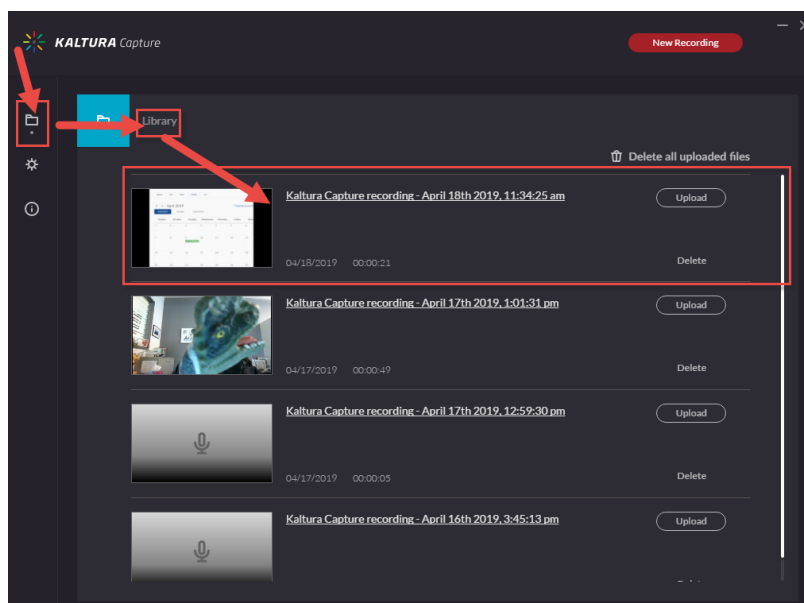 KALTURA Capture
New Recording
Library
Delete all uploaded files
Kaltura Capture recording - April 18th 2019, 11:34:25 am
Upload
04/18/2019 00:00:21
Delete
Kaltura Capture recording - April 17th 2019, 1:01:31 pm
Upload
04/17/2019 00:00:49
Delete
Kaltura Capture recording - April 17th 2019, 12:59:30 pm
Upload
04/17/2019 00:00:05
Delete
Kaltura Capture recording - April 16th 2019, 3:45:13 pm
Upload